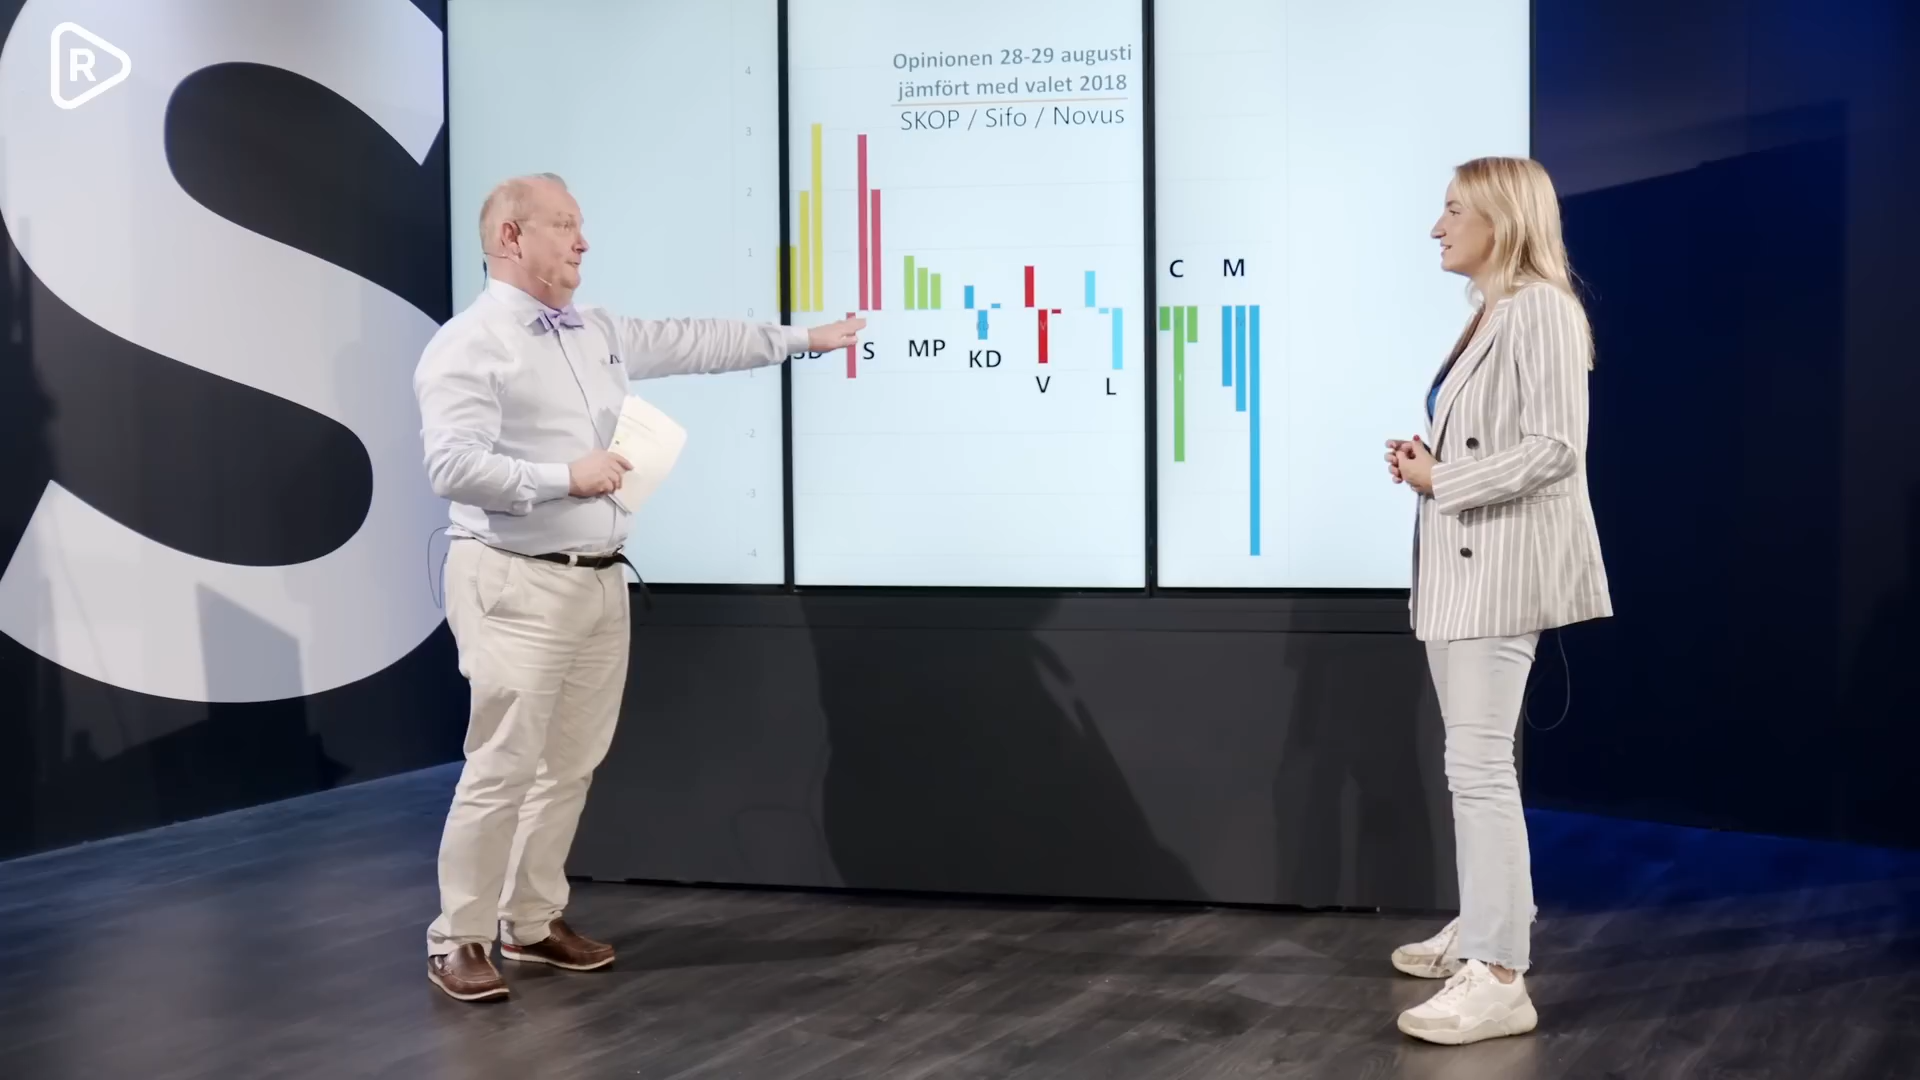 S
R
Opinionen 28-29 augusti
jämfört med valet 2018
SKOP / Sifo / Novus
4
3
2
1
0
-2
-3
-4
C M
SD S MP KD V L